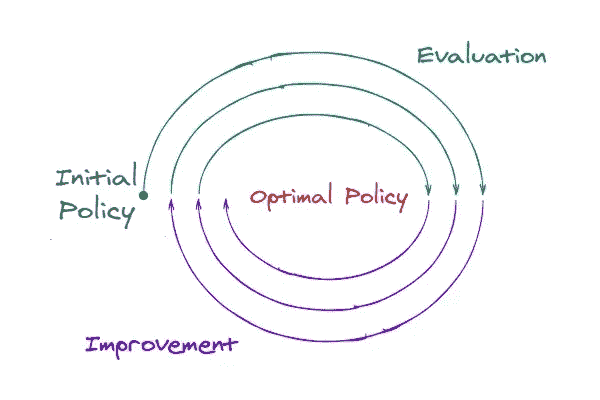 Evaluation
Initial
Policy
Optimal Policy
Improvement